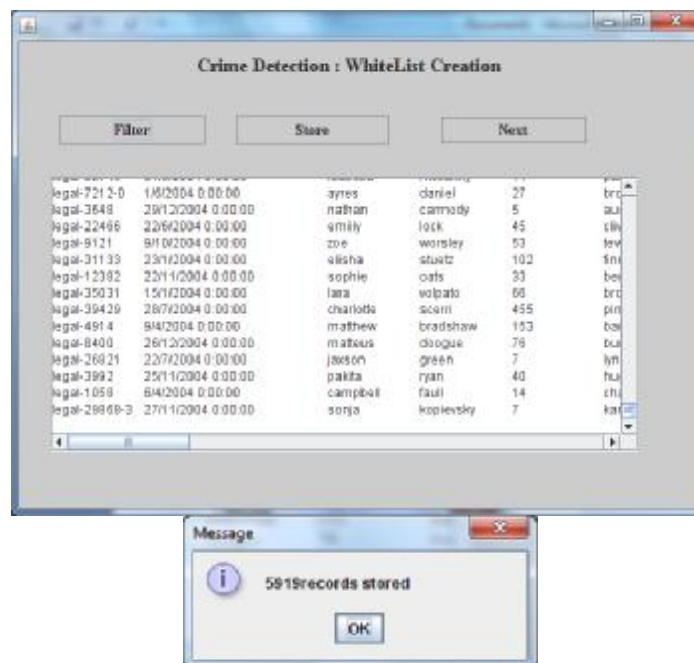 Crime Detection : WhiteList Creation
Filter Store Next
legal-7212-0 1/6/2004 0:00:00 ayres daniel 27 bro
legal-3648 29/12/2004 0:00:00 nathan carmody 5
legal-22466 22/6/2004 0:00:00 emily lock 45
legal-9121 9/10/2004 0:00:00 zoe worsley 53
legal-31133 23/1/2004 0:00:00 elisha stuetz 102
legal-12382 22/11/2004 0:00:00 sophie oats 33
legal-35031 15/1/2004 0:00:00 lara volpato 66 bro
legal-39429 28/7/2004 0:00:00 charlotte scerri 455
legal-4914 9/4/2004 0:00:00 matthew bradshaw 153
legal-8400 26/12/2004 0:00:00 matteus doogue 76
legal-26821 22/7/2004 0:00:00 jaxson green 7
legal-3992 25/11/2004 0:00:00 pakita ryan 40
legal-1058 6/4/2004 0:00:00 campbell faull 14
legal-28868-3 27/11/2004 0:00:00 sonja kopievsky 7
Message
5919records stored
OK